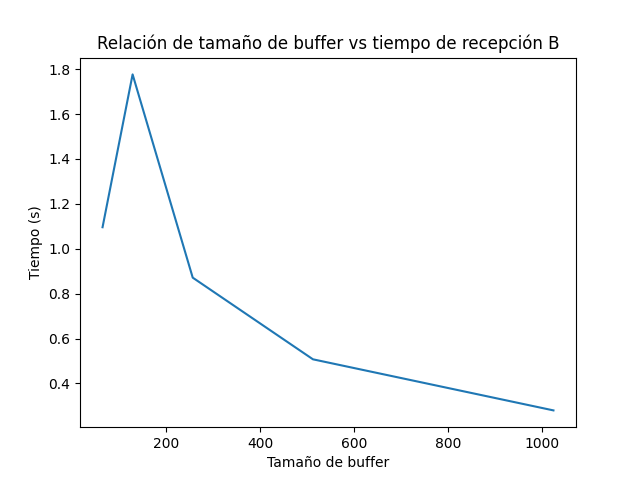 Relación de tamaño de buffer vs tiempo de recepción B
1.8
1.6
1.4
1.2
1.0
0.8
0.6
0.4
Tiempo (s)
200 400 600 800 1000
Tamaño de buffer